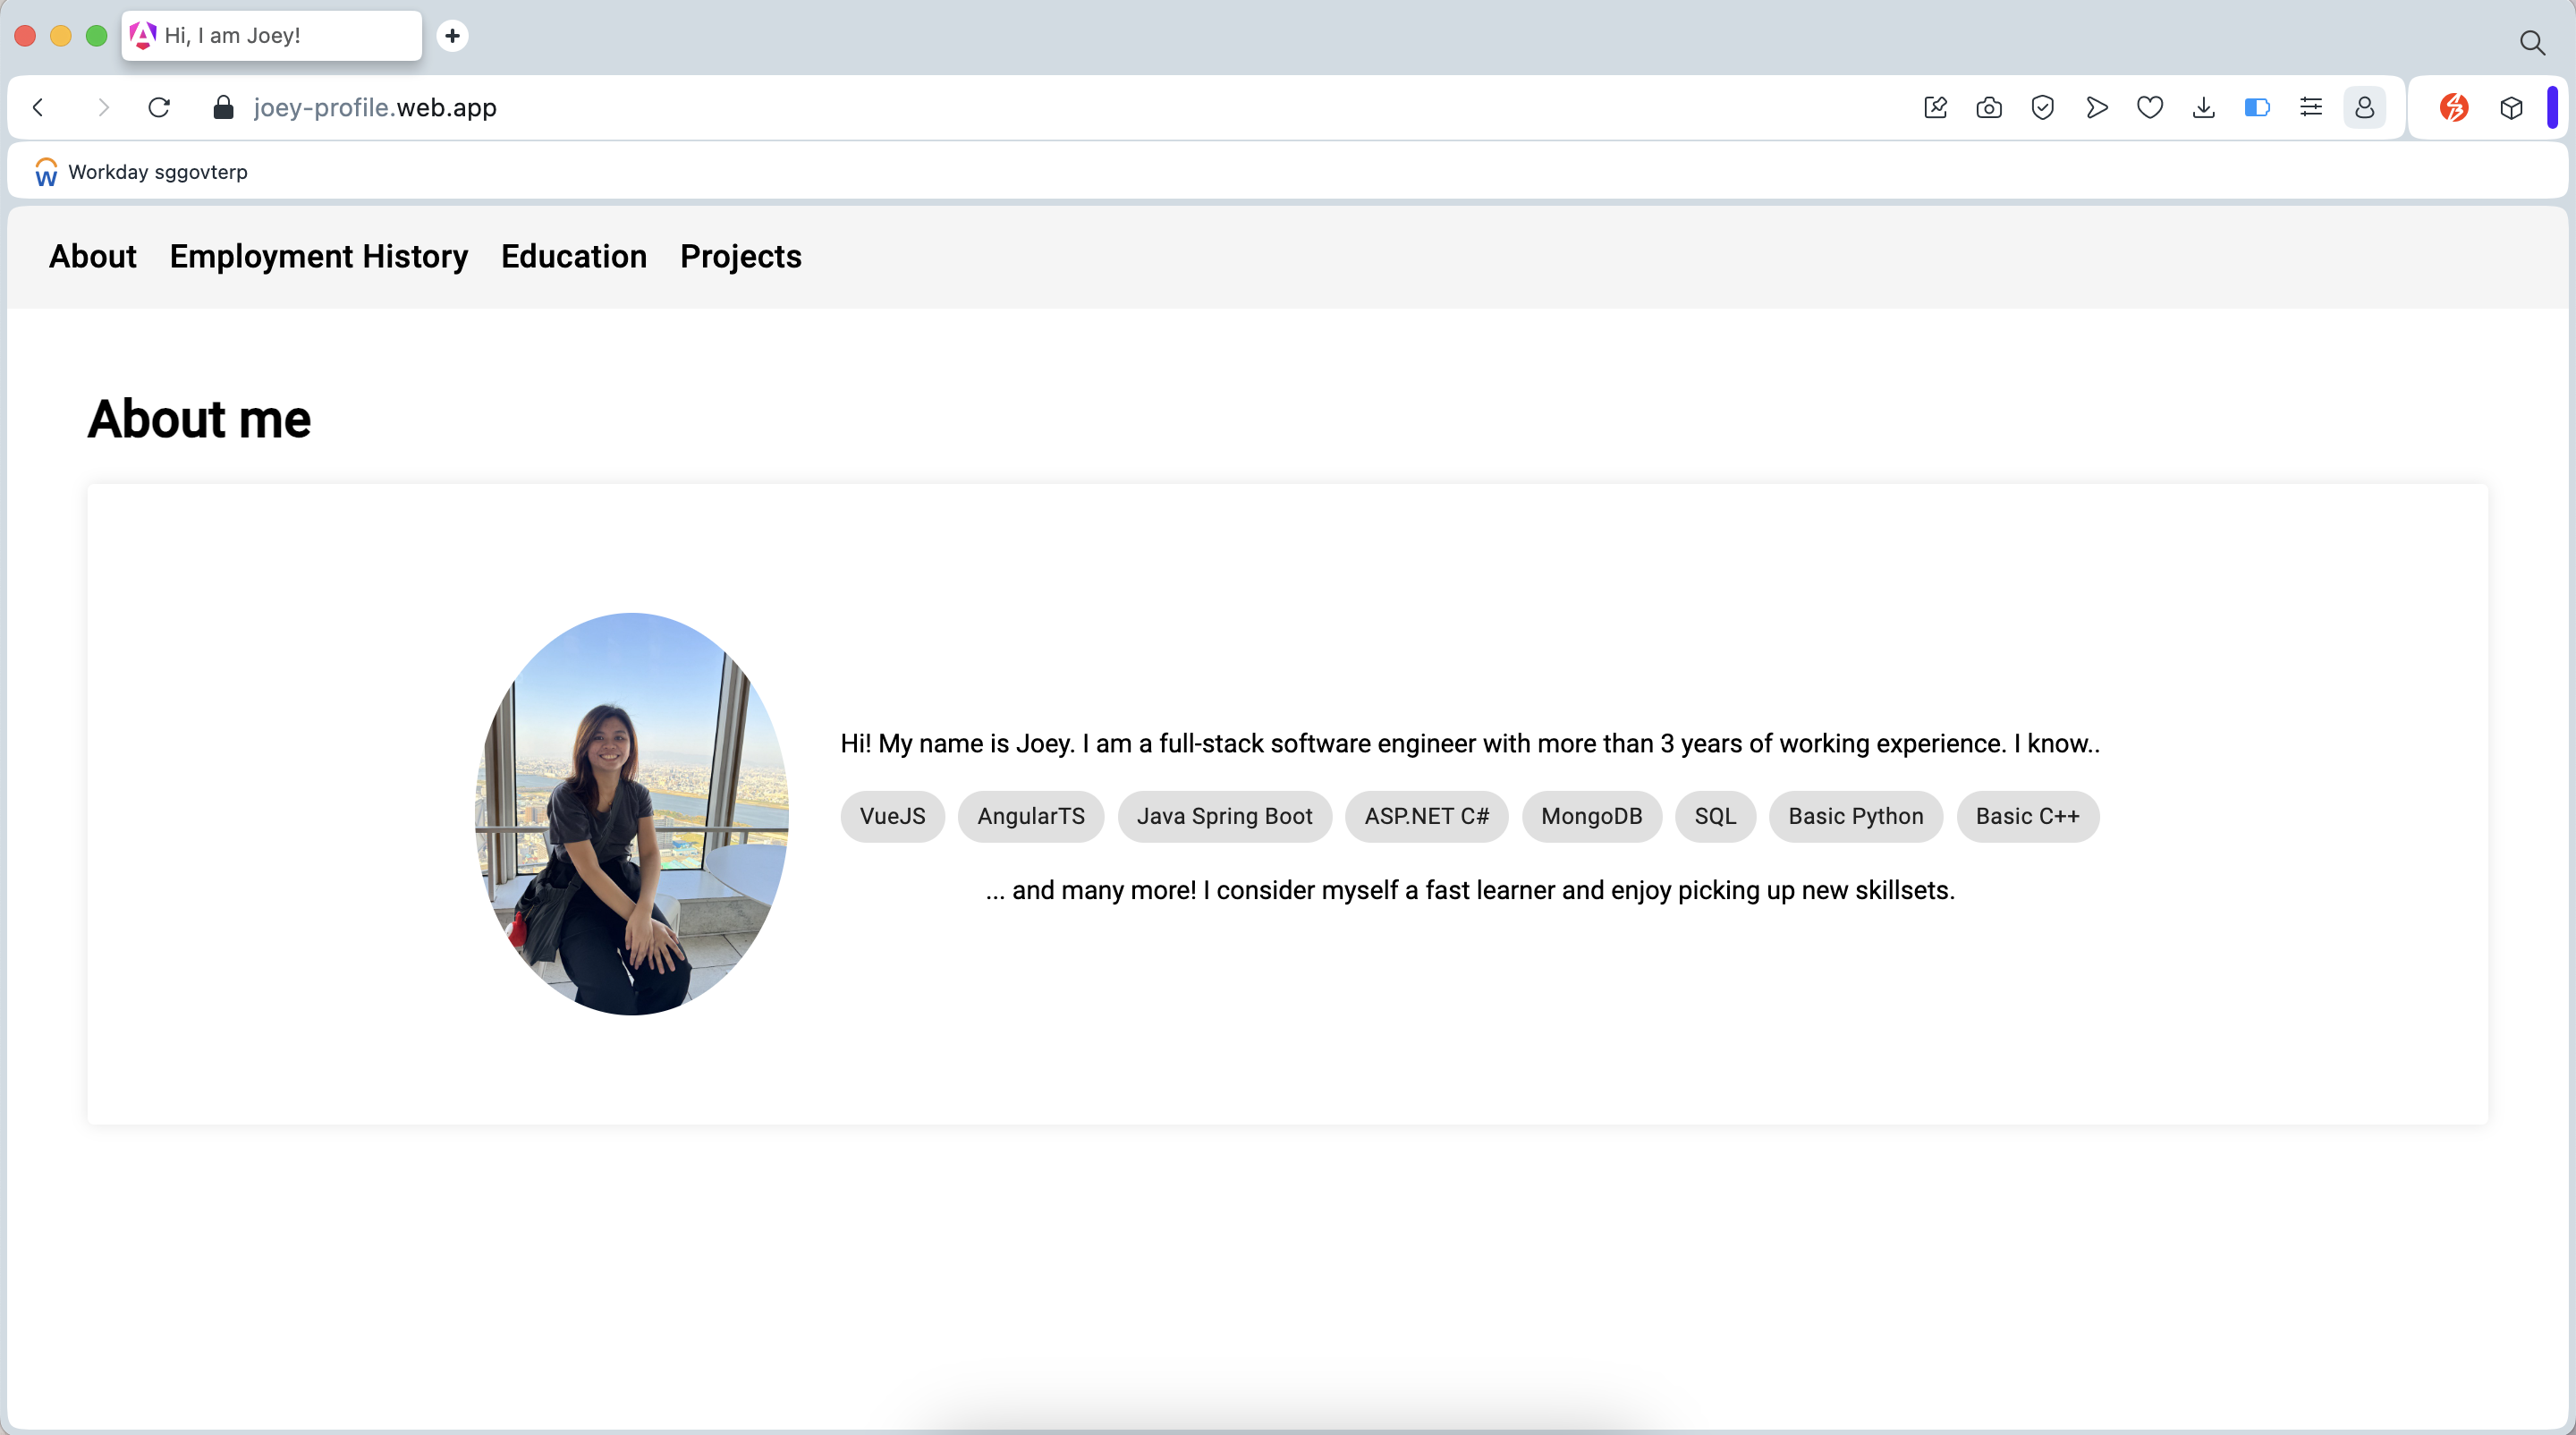 Hi, I am Joey!
joey-profile.web.app
Workday sggovterp
About Employment History Education Projects
About me
Hi! My name is Joey. I am a full-stack software engineer with more than 3 years of working experience. I know..
VueJS AngularTS Java Spring Boot ASP.NET C# MongoDB SQL Basic Python Basic C++
... and many more! I consider myself a fast learner and enjoy picking up new skillsets.